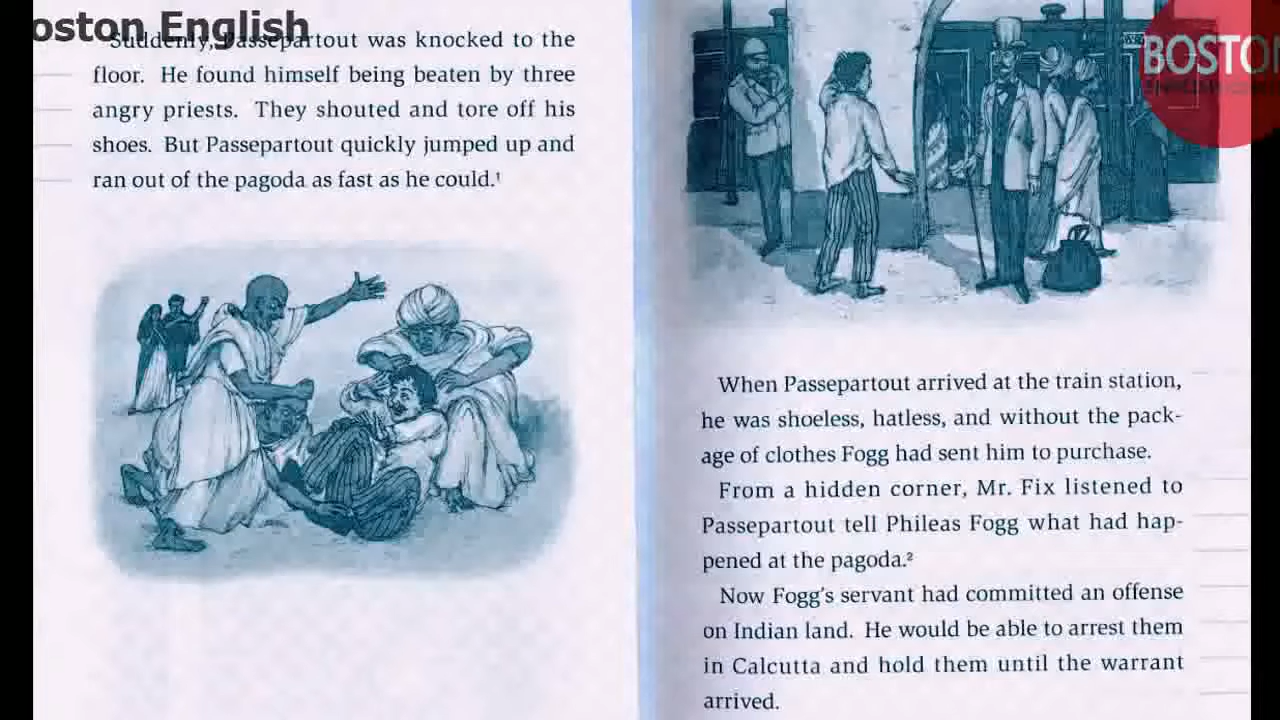 oston English
Suddenly, Passepartout was knocked to the
floor. He found himself being beaten by three
angry priests. They shouted and tore off his
shoes. But Passepartout quickly jumped up and
ran out of the pagoda as fast as he could.¹
BOSTON
When Passepartout arrived at the train station,
he was shoeless, hatless, and without the pack-
age of clothes Fogg had sent him to purchase.
From a hidden corner, Mr. Fix listened to
Passepartout tell Phileas Fogg what had hap-
pened at the pagoda.²
Now Fogg's servant had committed an offense
on Indian land. He would be able to arrest them
in Calcutta and hold them until the warrant
arrived.